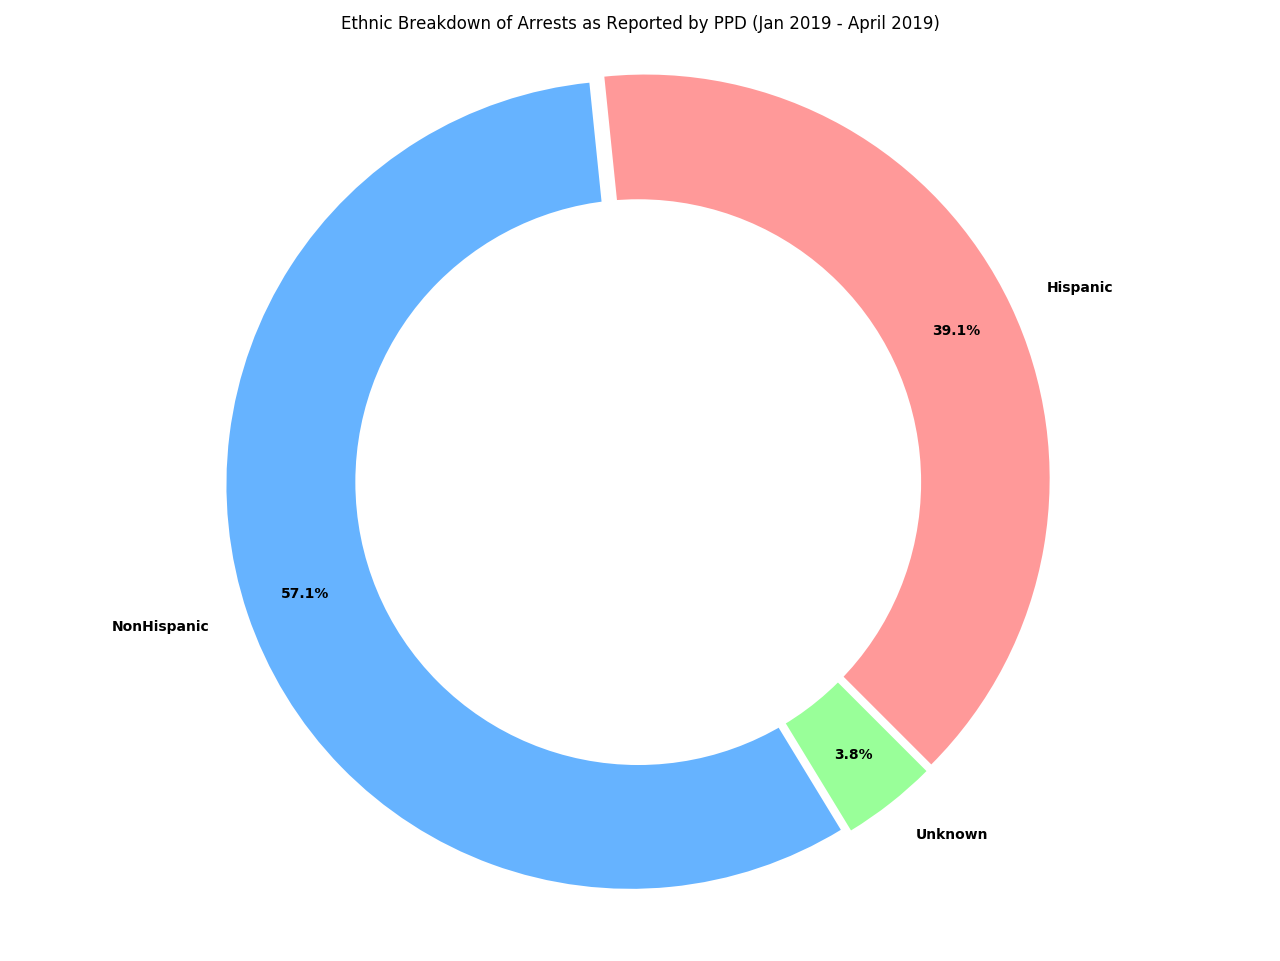 Ethnic Breakdown of Arrests as Reported by PPD (Jan 2019 - April 2019)
Hispanic
39.1%
57.1%
NonHispanic
3.8%
Unknown